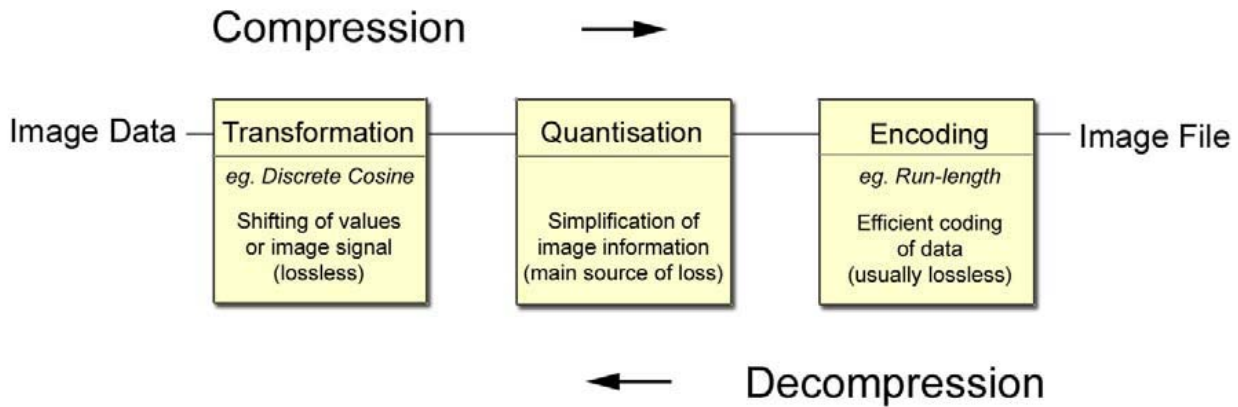 Compression
Image Data
Transformation
eg. Discrete Cosine
Shifting of values
or image signal
(lossless)
Quantisation
Simplification of
image information
(main source of loss)
Encoding
eg. Run-length
Efficient coding
of data
(usually lossless)
Image File
Decompression